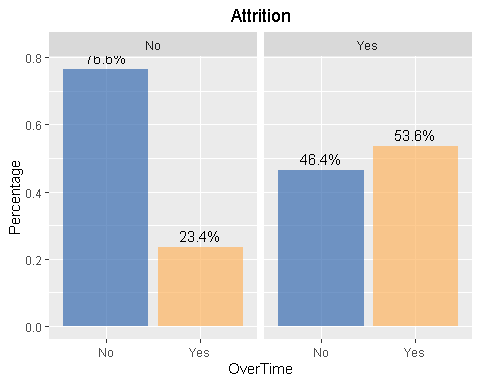 Attrition
No Yes
0.8
76.6%
0.6
53.6%
46.4%
0.4
23.4%
0.2
0.0
Percentage
No Yes No Yes
OverTime